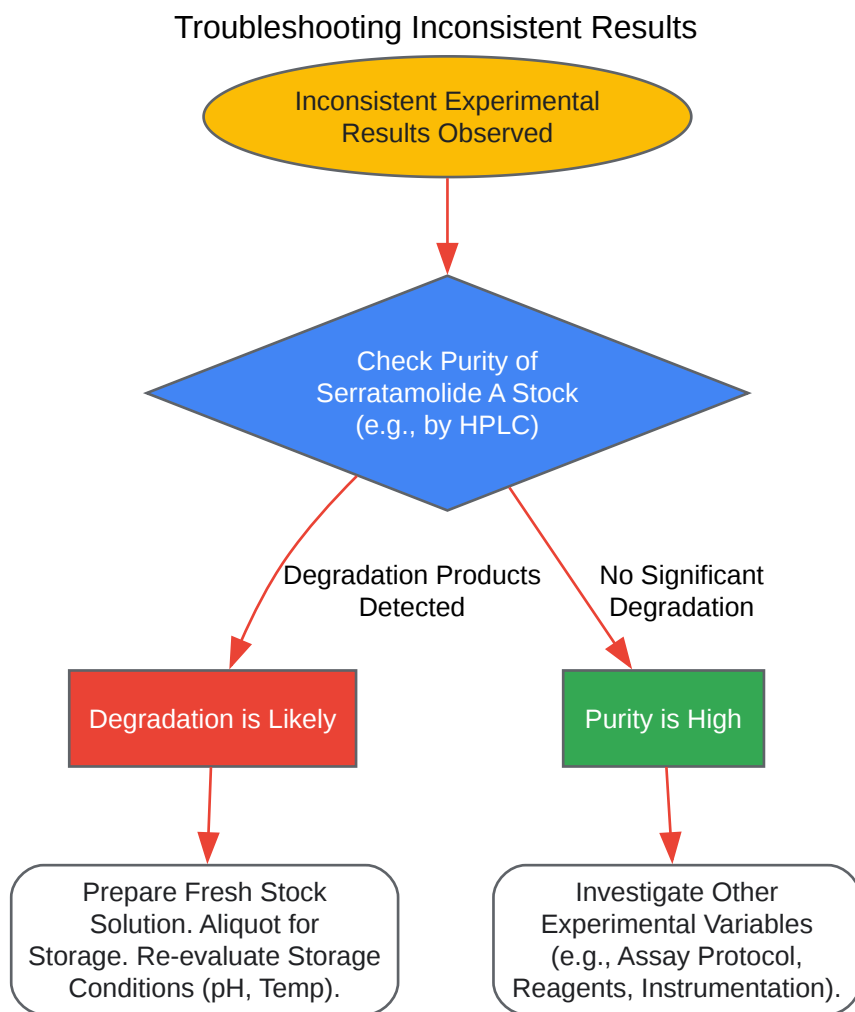 Troubleshooting Inconsistent Results
Inconsistent Experimental
Results Observed
Check Purity of
Serratamolide A Stock
(e.g., by HPLC)
Degradation Products
Detected
No Significant
Degradation
Degradation is Likely
Purity is High
Prepare Fresh Stock
Solution. Aliquot for
Storage. Re-evaluate Storage
Conditions (pH, Temp).
Investigate Other
Experimental Variables
(e.g., Assay Protocol,
Reagents, Instrumentation).